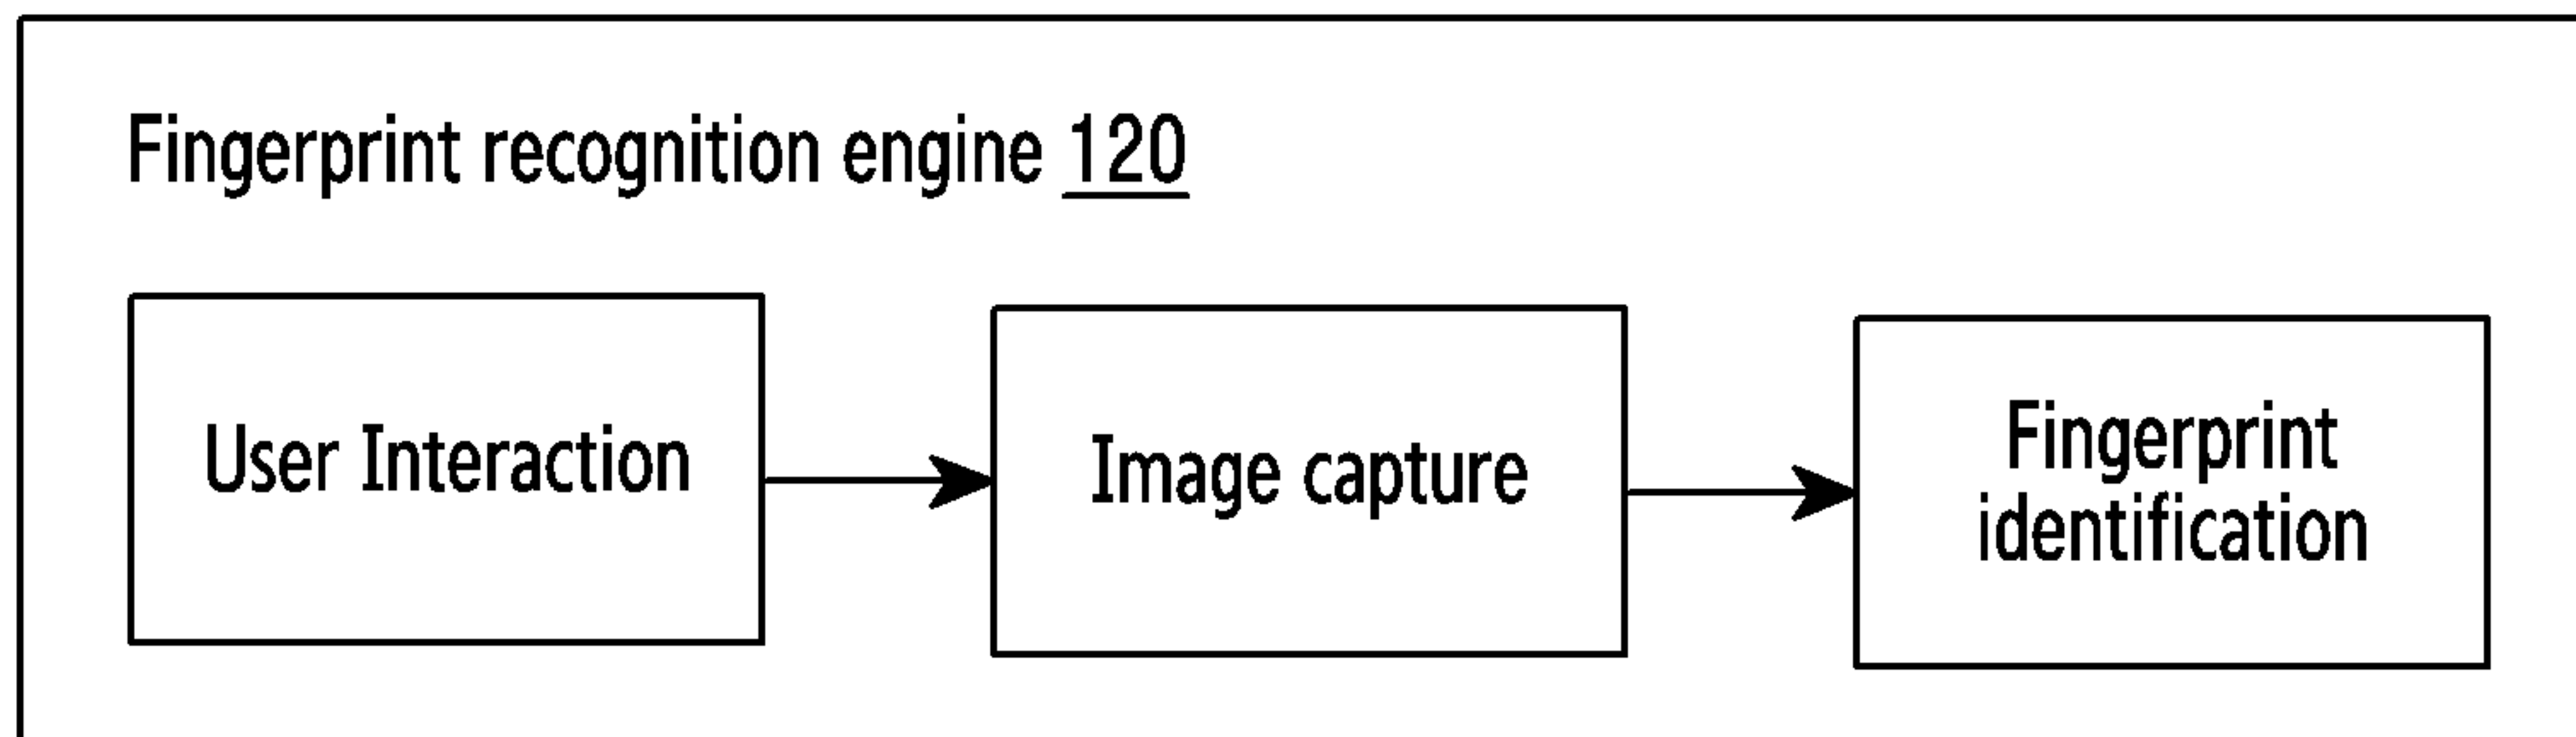 Fingerprint recognition engine 120
User Interaction
Image capture
Fingerprint
identification